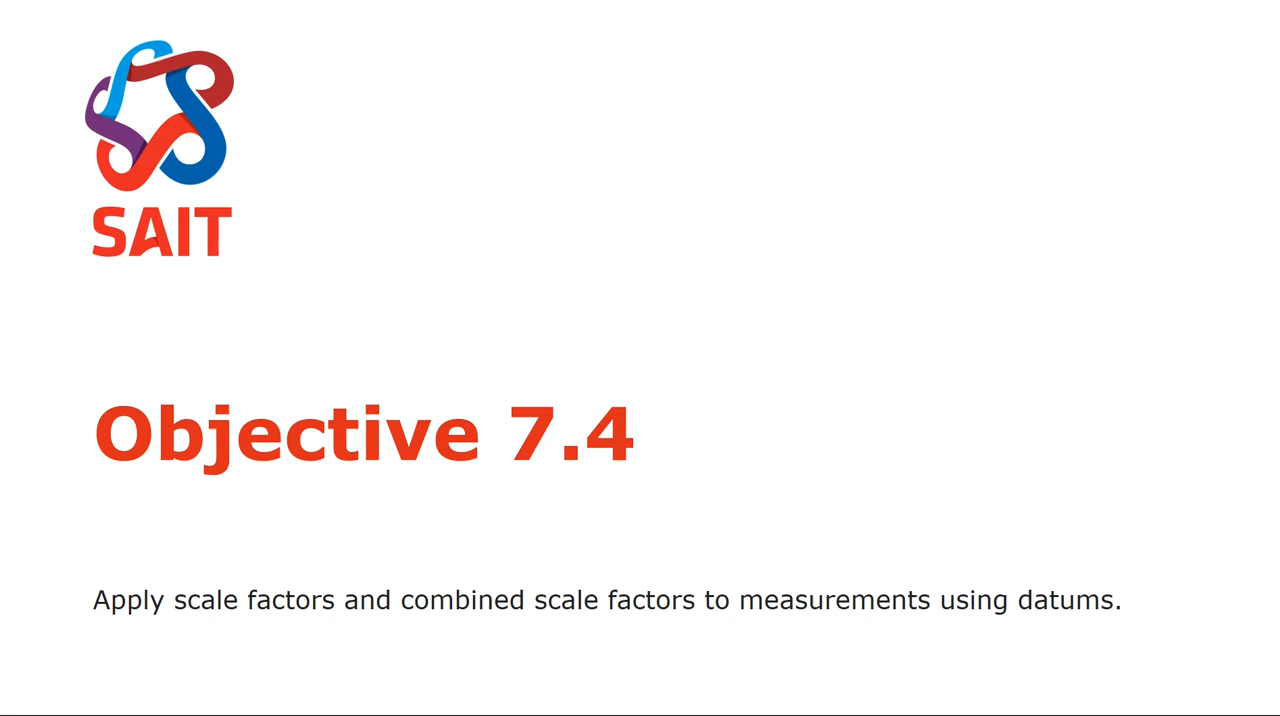 SAIT
Objective 7.4
Apply scale factors and combined scale factors to measurements using datums.